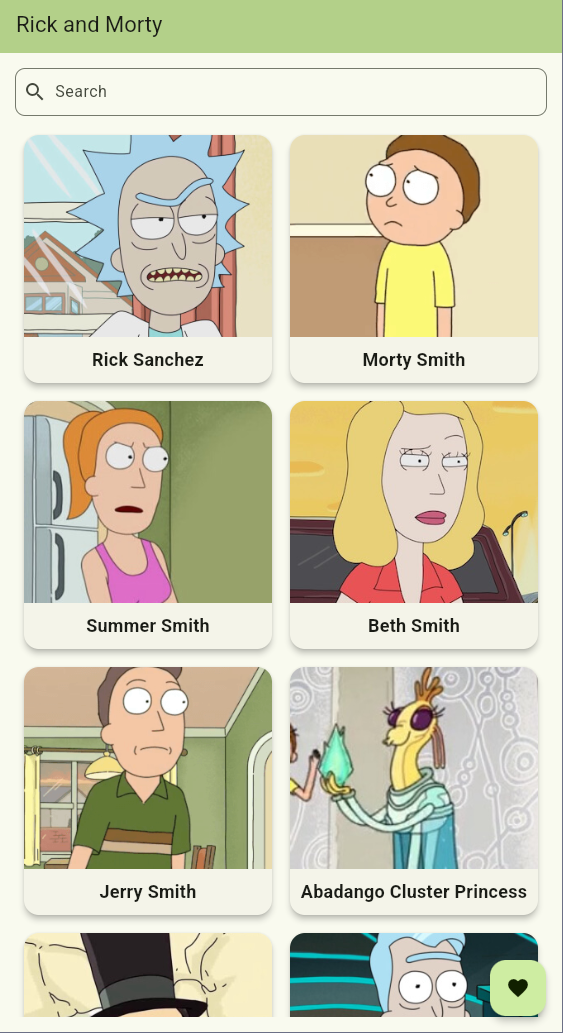 Rick and Morty
Search
Rick Sanchez
Morty Smith
Summer Smith
Beth Smith
Jerry Smith
Abadango Cluster Princess